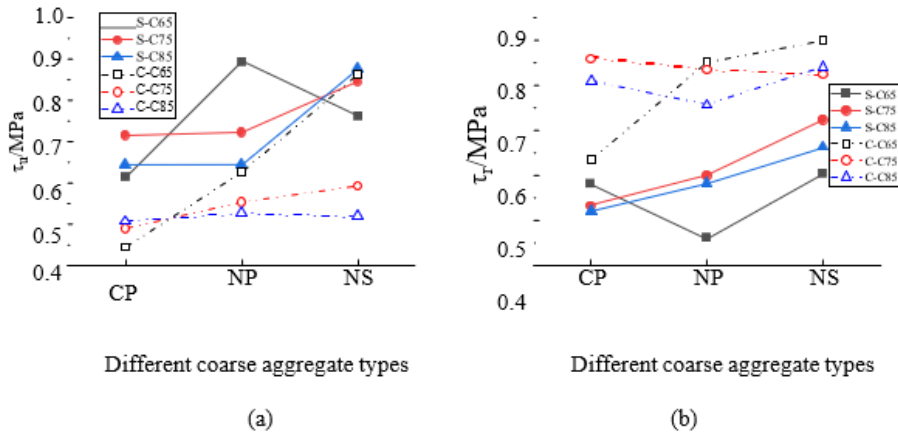 1.0
0.9
0.8
0.7
0.6
0.5
0.4
τu/MPa
S-C65
S-C75
S-C85
C-C65
C-C75
C-C85
CP
NP
NS
Different coarse aggregate types
(a)
0.9
0.8
0.7
0.6
0.5
0.4
τr/MPa
S-C65
S-C75
S-C85
C-C65
C-C75
C-C85
CP
NP
NS
Different coarse aggregate types
(b)